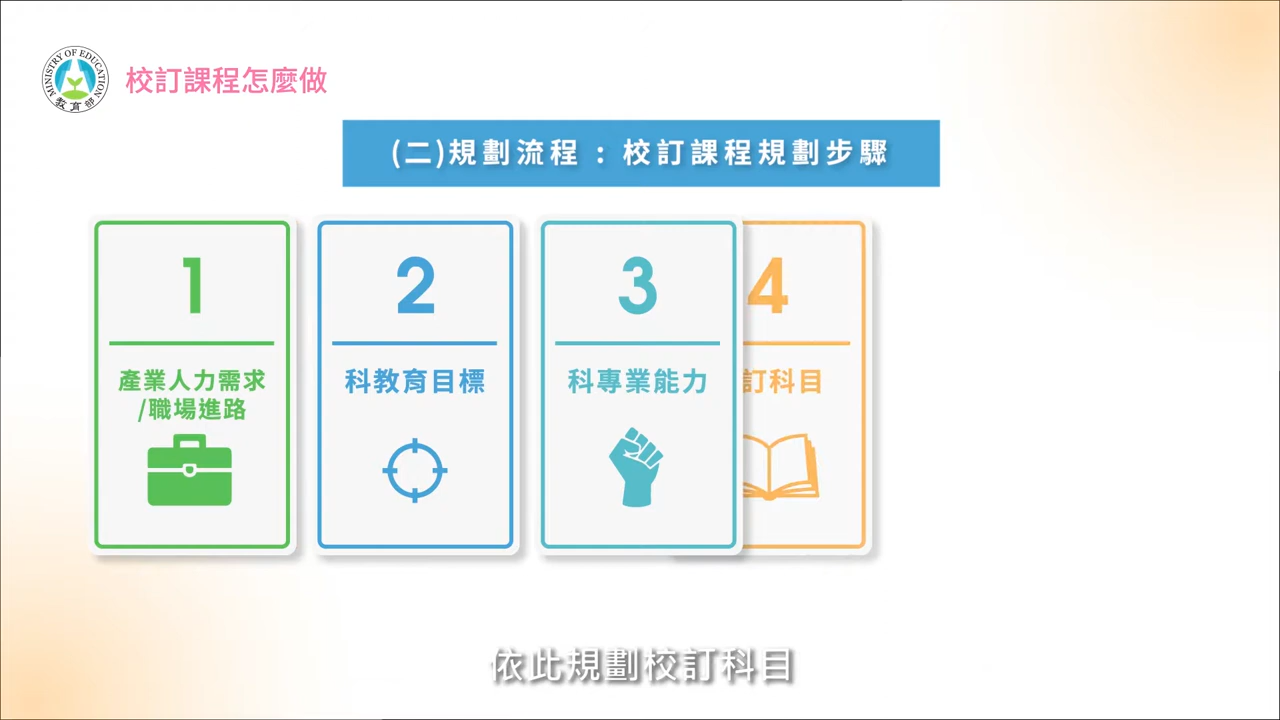 MINISTRY OF EDUCATION
教育部
校訂課程怎麼做
(二)規劃流程：校訂課程規劃步驟
1
產業人力需求
/職場進路
2
科教育目標
3
科專業能力
4
訂科目
依此規劃校訂科目